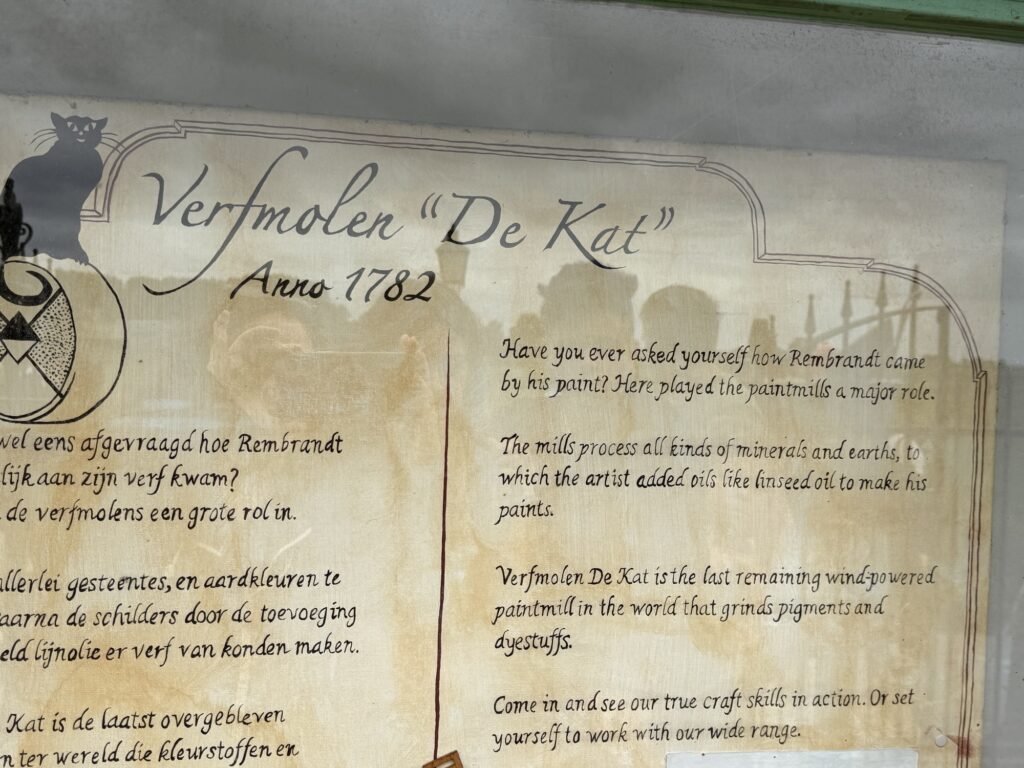 Verfmolen "De Kat"
Anno 1782
wel eens afgevraagd hoe Rembrandt
lijk aan zijn verf kwam?
de verfmolens een grote rol in.
allerlei gesteentes, en aardkleuren te
aarna de schilders door de toevoeging
eld lijnolie er verf van konden maken.
Kat is de laatst overgebleven
n ter wereld die kleurstoffen en
Have you ever asked yourself how Rembrandt came
by his paint? Here played the paintmills a major role.
The mills process all kinds of minerals and earths, to
which the artist added oils like linseed oil to make his
paints.
Verfmolen De Kat is the last remaining wind-powered
paintmill in the world that grinds pigments and
dyestuffs.
Come in and see our true craft skills in action. Or set
yourself to work with our wide range.